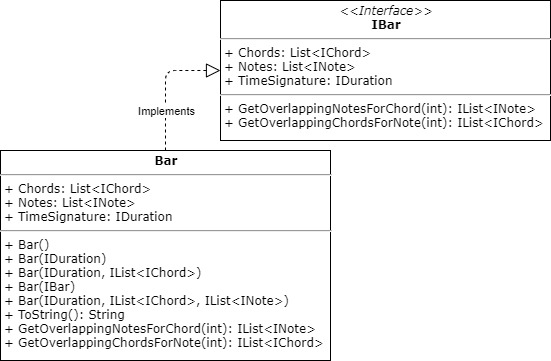 <<Interface>>
IBar
+ Chords: List<IChord>
+ Notes: List<INote>
+ TimeSignature: IDuration
+ GetOverlappingNotesForChord(int): IList<INote>
+ GetOverlappingChordsForNote(int): IList<IChord>
Implements
Bar
+ Chords: List<IChord>
+ Notes: List<INote>
+ TimeSignature: IDuration
+ Bar()
+ Bar(IDuration)
+ Bar(IDuration, IList<IChord>)
+ Bar(IBar)
+ Bar(IDuration, IList<IChord>, IList<INote>)
+ ToString(): String
+ GetOverlappingNotesForChord(int): IList<INote>
+ GetOverlappingChordsForNote(int): IList<IChord>